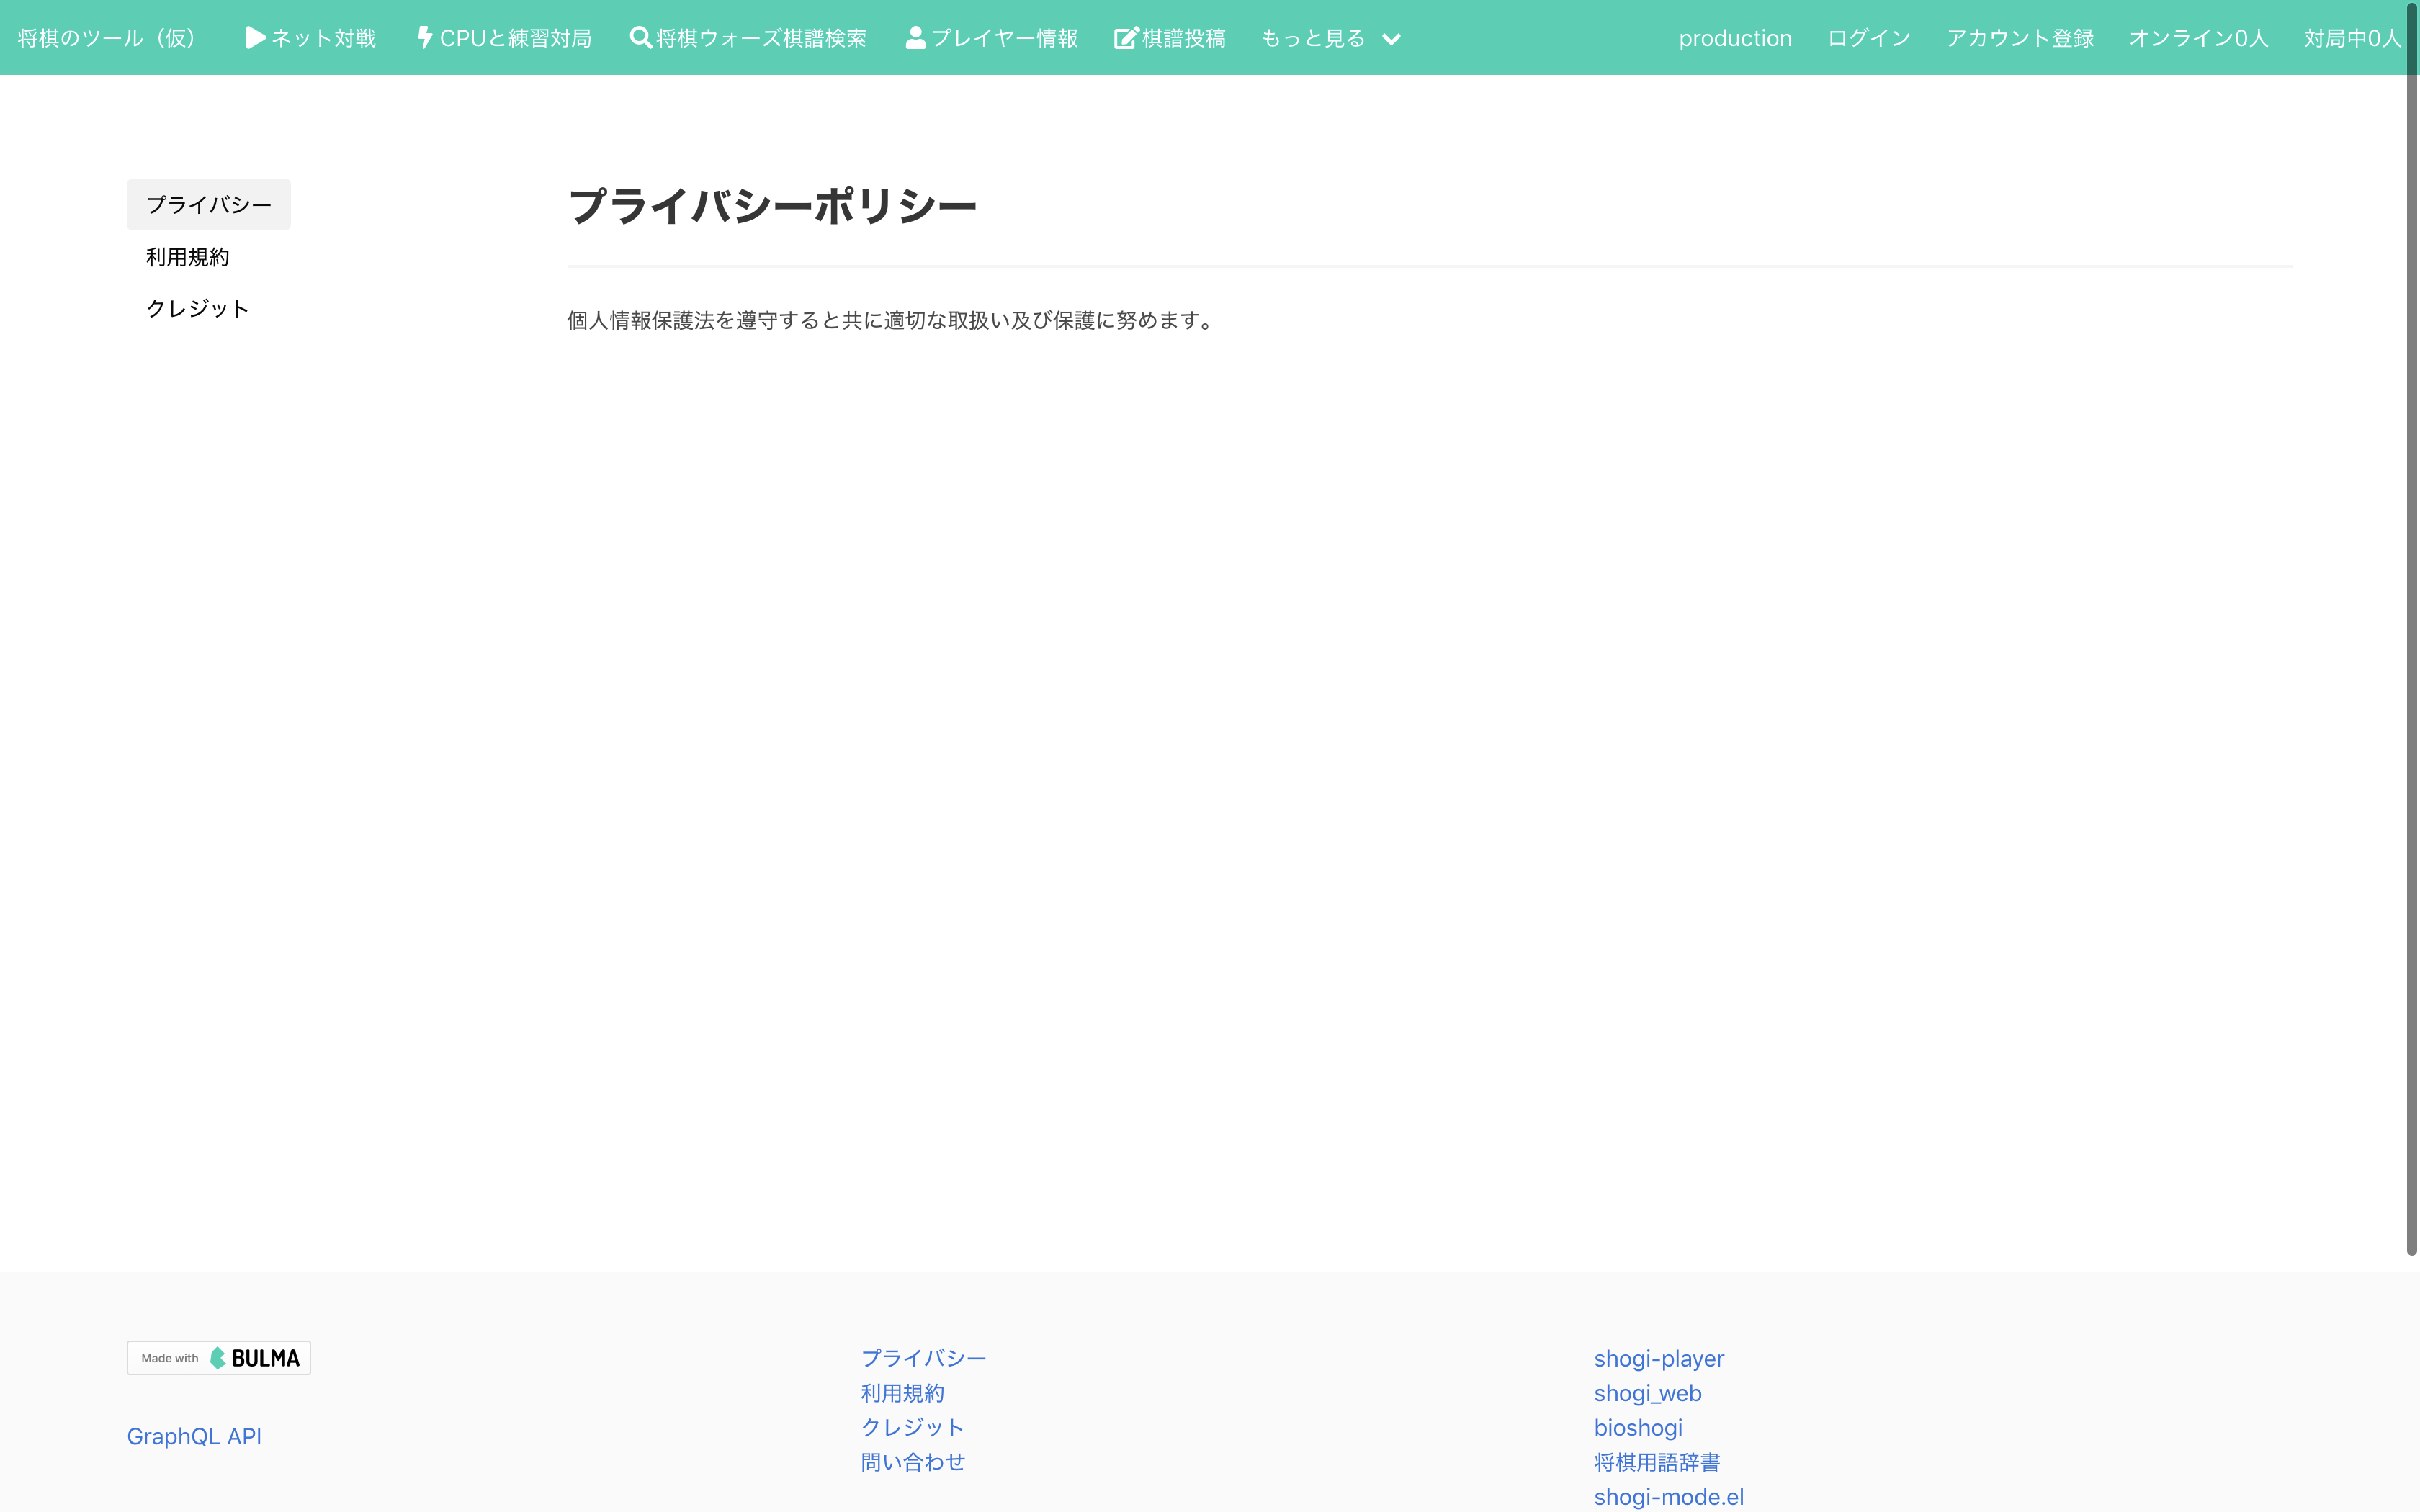 将棋のツール（仮） ネット対戦 CPUと練習対局 将棋ウォーズ棋譜検索 プレイヤー情報 棋譜投稿 もっと見る production ログイン アカウント登録 オンライン0人 対局中0人
プライバシー
利用規約
クレジット
プライバシーポリシー
個人情報保護法を遵守すると共に適切な取扱い及び保護に努めます。
Made with BULMA
GraphQL API
プライバシー
利用規約
クレジット
問い合わせ
shogi-player
shogi_web
bioshogi
将棋用語辞書
shogi-mode.el